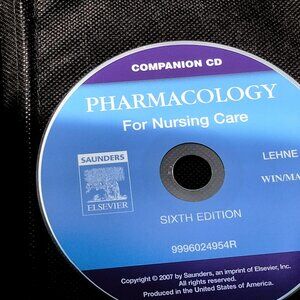 COMPANION CD
PHARMACOLOGY
For Nursing Care
SAUNDERS
ELSEVIER
LEHNE
WIN/MA
SIXTH EDITION
9996024954R
Copyright © 2007 by Saunders, an imprint of Elsevier, Inc.
All rights reserved.
Produced in the United States of America.